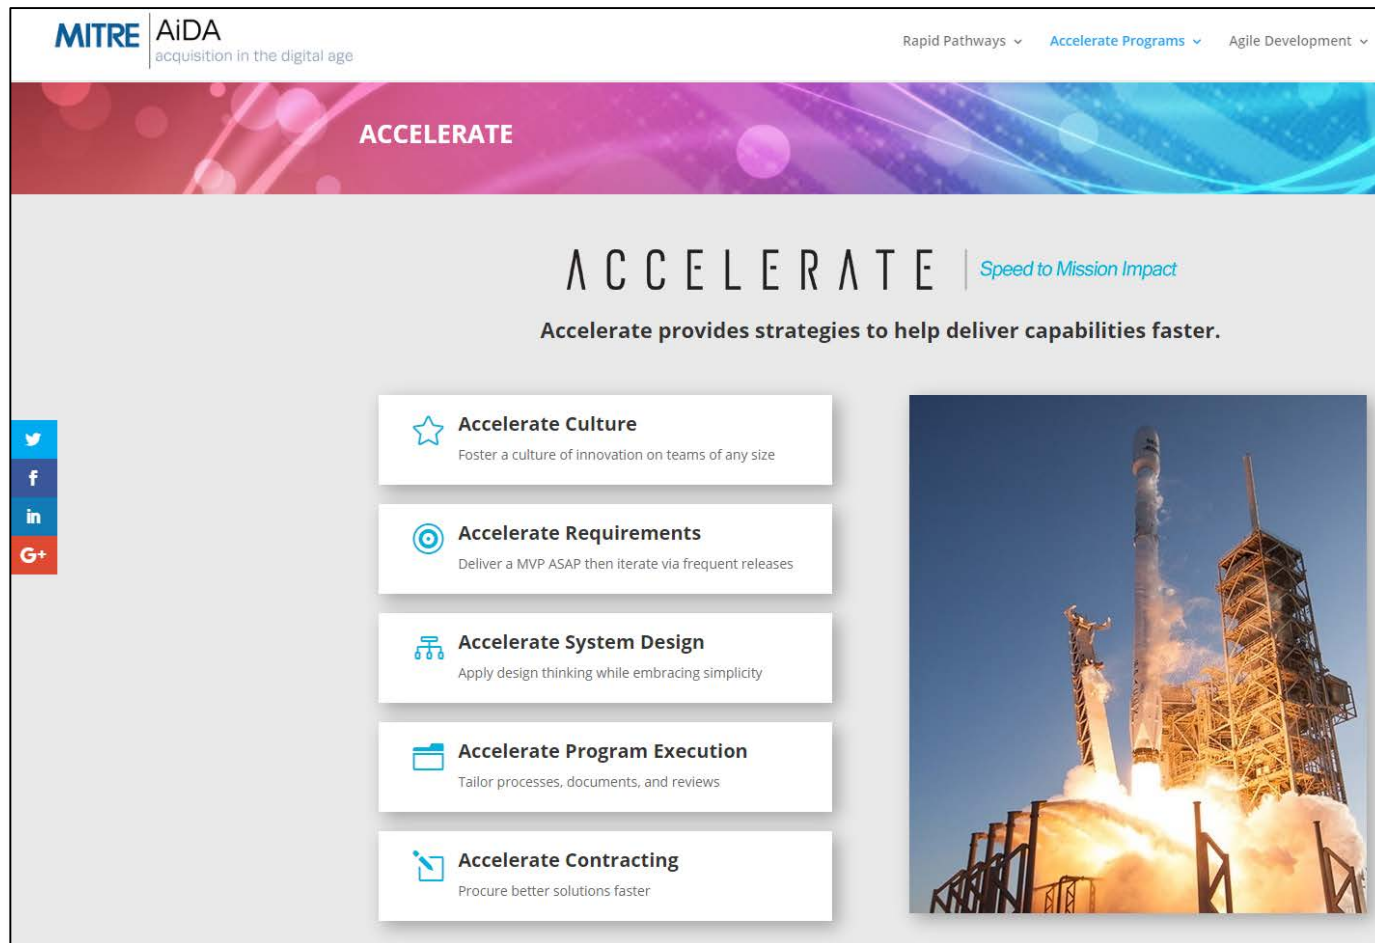 MITRE AiDA
acquisition in the digital age
Rapid Pathways Accelerate Programs Agile Development
ACCELERATE
ACCELERATE Speed to Mission Impact
Accelerate provides strategies to help deliver capabilities faster.
Accelerate Culture
Foster a culture of innovation on teams of any size
Accelerate Requirements
Deliver a MVP ASAP then iterate via frequent releases
Accelerate System Design
Apply design thinking while embracing simplicity
Accelerate Program Execution
Tailor processes, documents, and reviews
Accelerate Contracting
Procure better solutions faster
f
in
G+